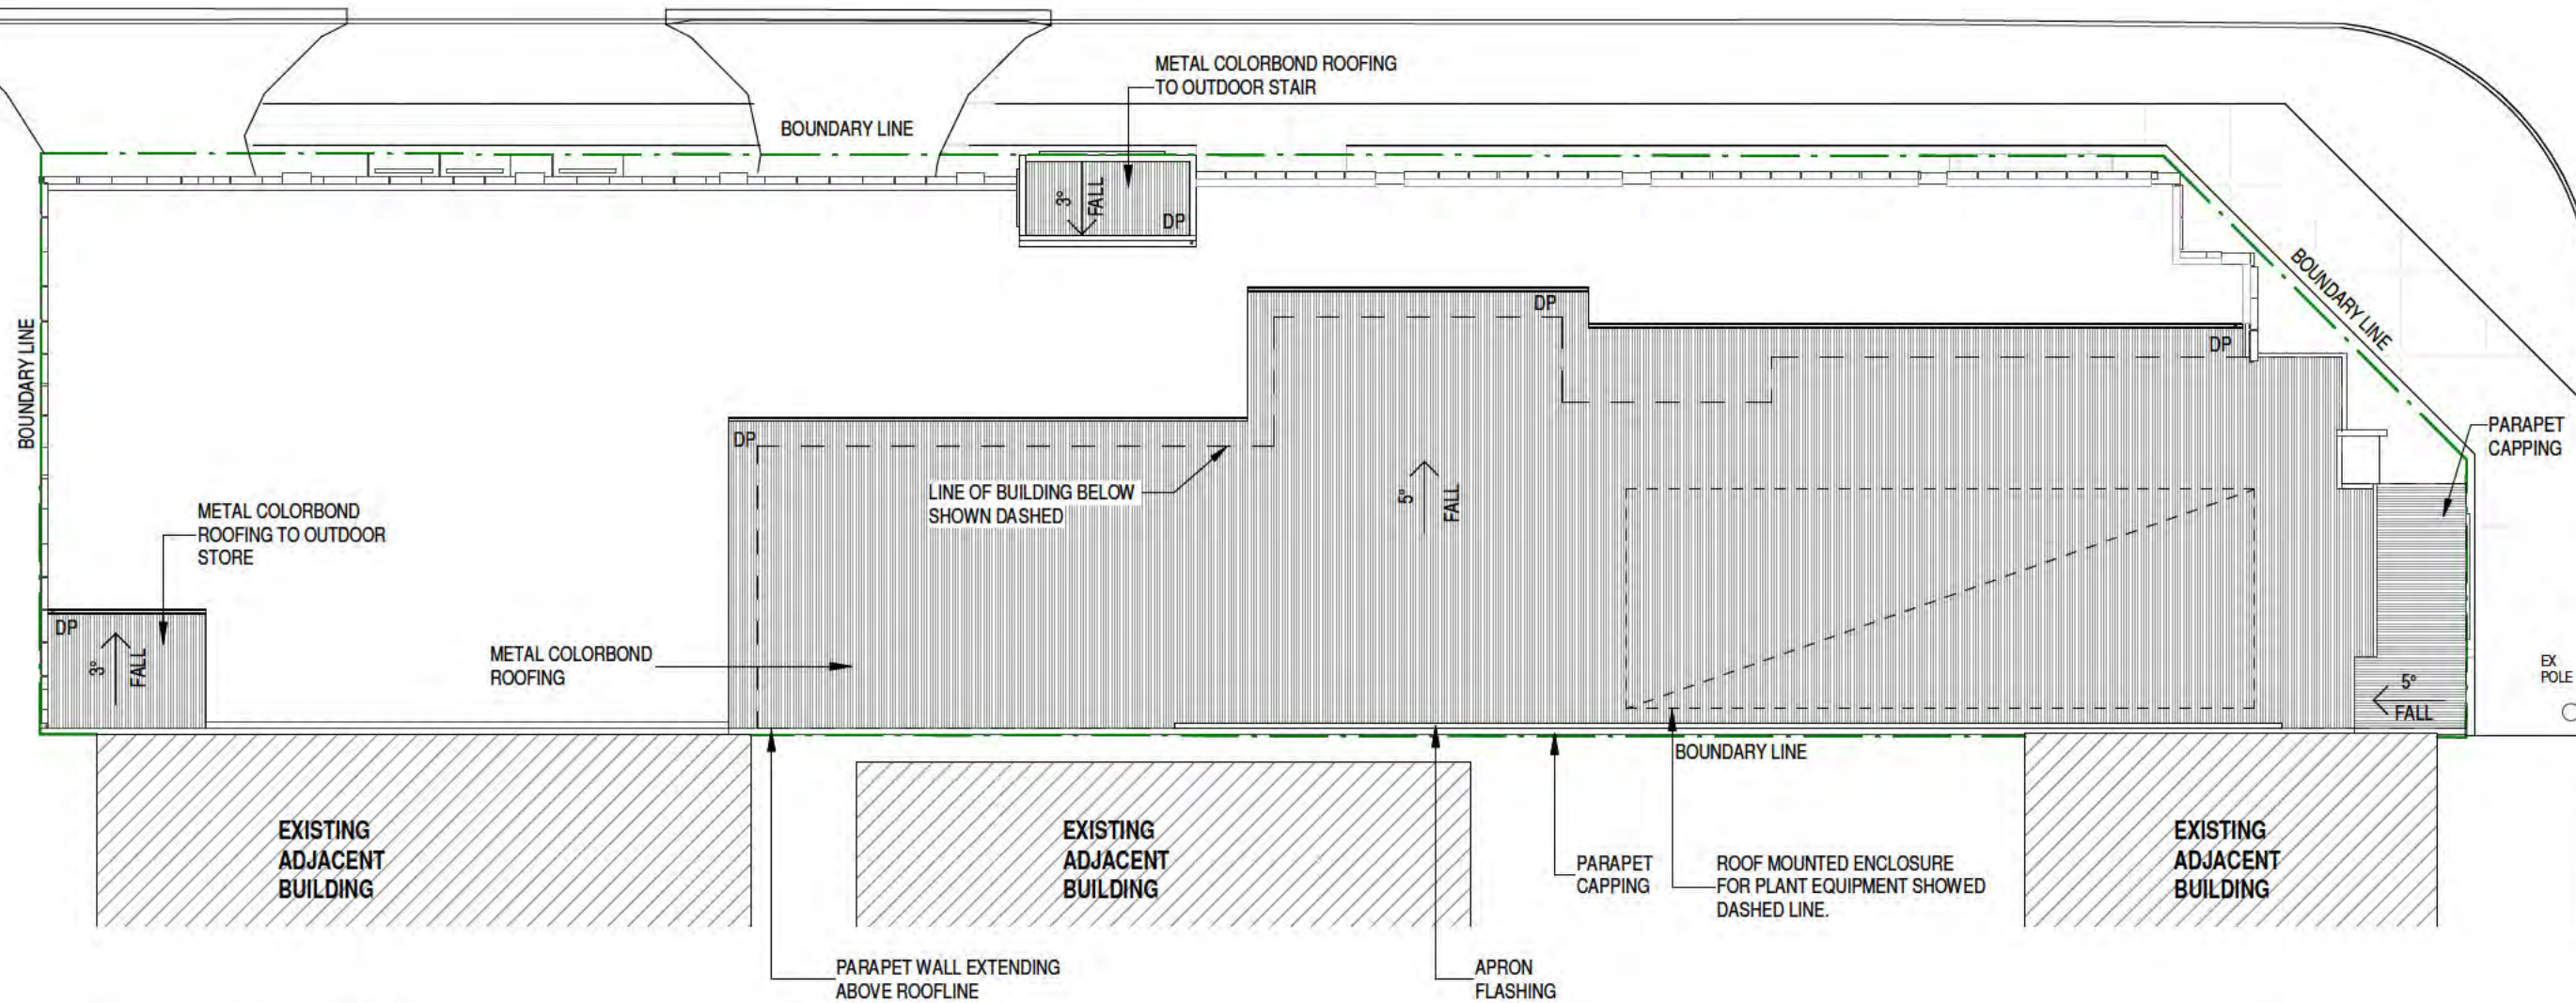 METAL COLORBOND ROOFING
TO OUTDOOR STAIR
BOUNDARY LINE
3°
FALL
DP
BOUNDARY LINE
BOUNDARY LINE
DP
DP
DP
PARAPET
CAPPING
LINE OF BUILDING BELOW
SHOWN DASHED
5°
FALL
METAL COLORBOND
ROOFING TO OUTDOOR
STORE
DP
3°
FALL
METAL COLORBOND
ROOFING
EX
POLE
5°
FALL
BOUNDARY LINE
EXISTING
ADJACENT
BUILDING
EXISTING
ADJACENT
BUILDING
PARAPET
CAPPING
ROOF MOUNTED ENCLOSURE
FOR PLANT EQUIPMENT SHOWED
DASHED LINE.
EXISTING
ADJACENT
BUILDING
PARAPET WALL EXTENDING
ABOVE ROOFLINE
APRON
FLASHING